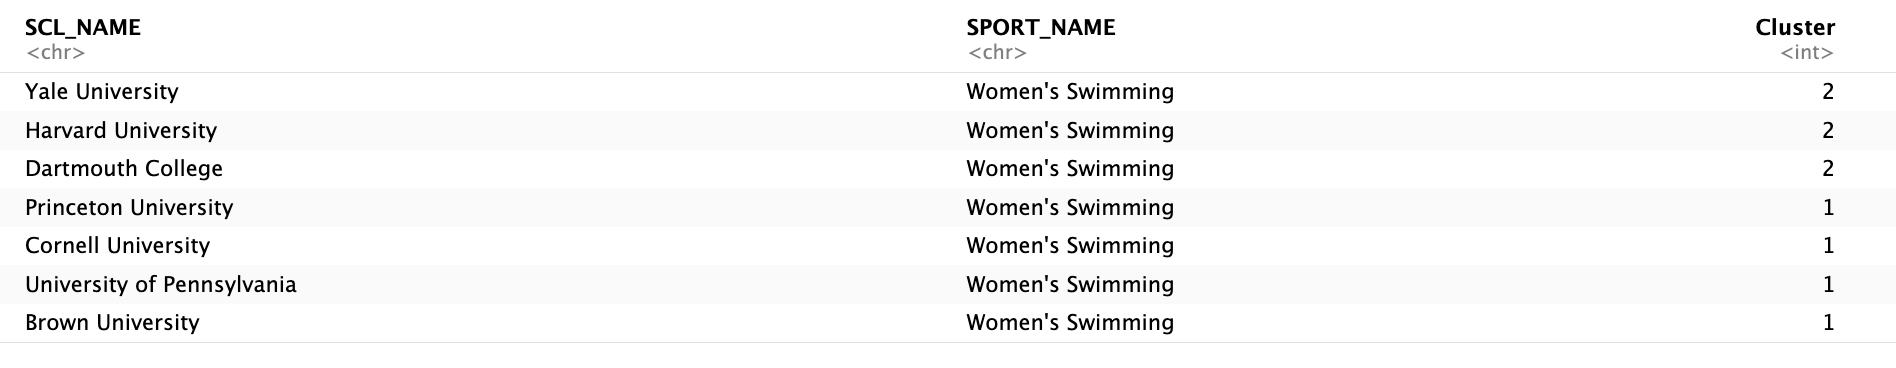 SCL_NAME SPORT_NAME Cluster
<chr> <chr> <int>
Yale University Women's Swimming 2
Harvard University Women's Swimming 2
Dartmouth College Women's Swimming 2
Princeton University Women's Swimming 1
Cornell University Women's Swimming 1
University of Pennsylvania Women's Swimming 1
Brown University Women's Swimming 1